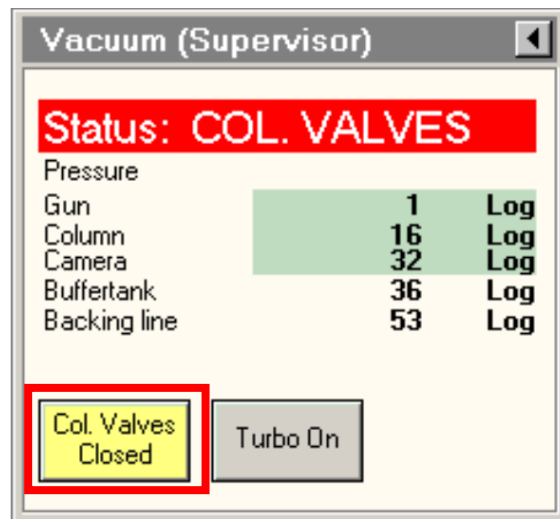 Vacuum (Supervisor)
Status: COL. VALVES
Pressure
Gun 1 Log
Column 16 Log
Camera 32 Log
Buffertank 36 Log
Backing line 53 Log
Col. Valves
Closed
Turbo On